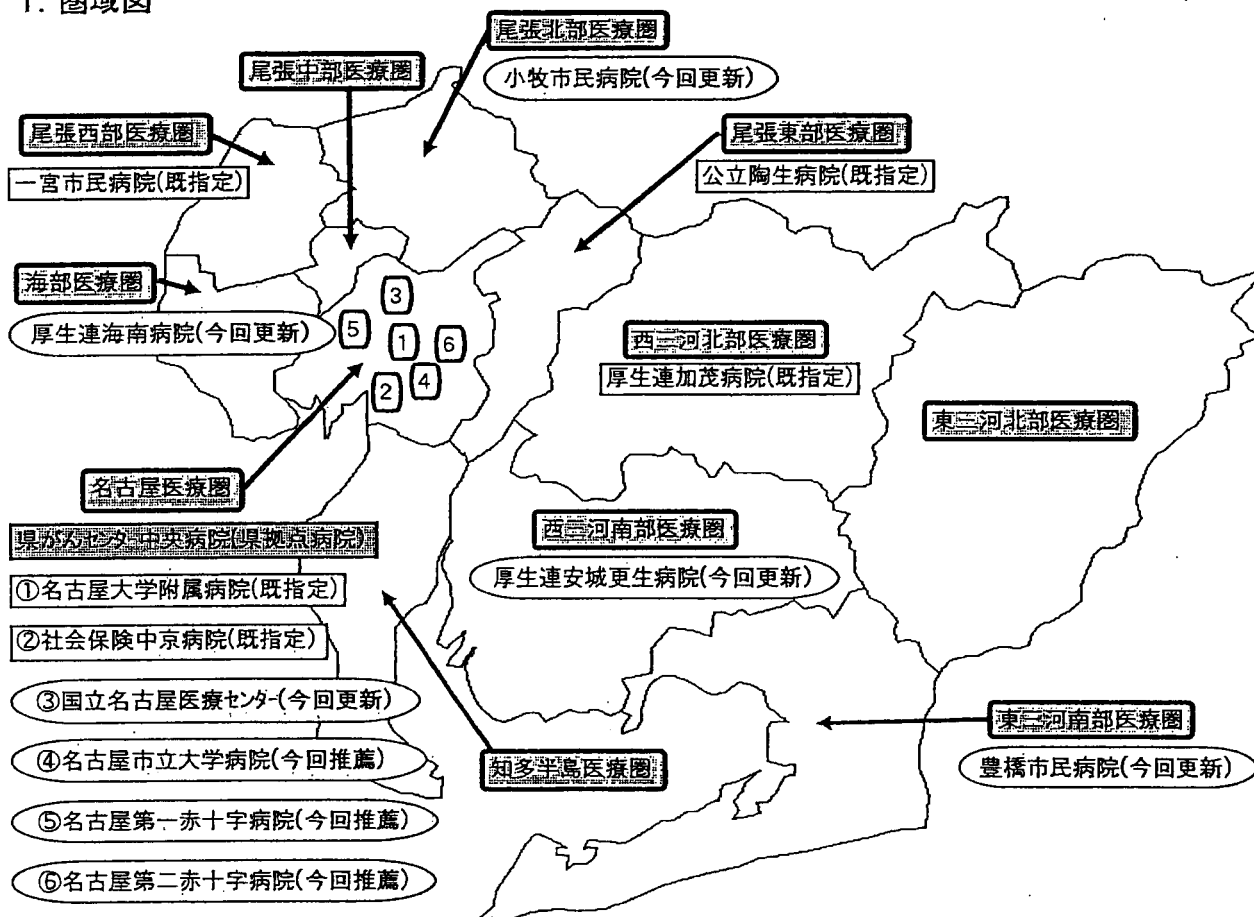 1. 圏域図
尾張北部医療圏
小牧市民病院(今回更新)
尾張中部医療圏
尾張西部医療圏
一宮市民病院(既指定)
尾張東部医療圏
公立陶生病院(既指定)
海部医療圏
厚生連海南病院(今回更新)
3
5
1
6
4
2
西三河北部医療圏
厚生連加茂病院(既指定)
東三河北部医療圏
名古屋医療圏
県がんセンター中央病院(県拠点病院)
①名古屋大学附属病院(既指定)
②社会保険中京病院(既指定)
③国立名古屋医療センター(今回更新)
④名古屋市立大学病院(今回推薦)
⑤名古屋第一赤十字病院(今回推薦)
⑥名古屋第二赤十字病院(今回推薦)
西三河南部医療圏
厚生連安城更生病院(今回更新)
知多半島医療圏
東三河南部医療圏
豊橋市民病院(今回更新)